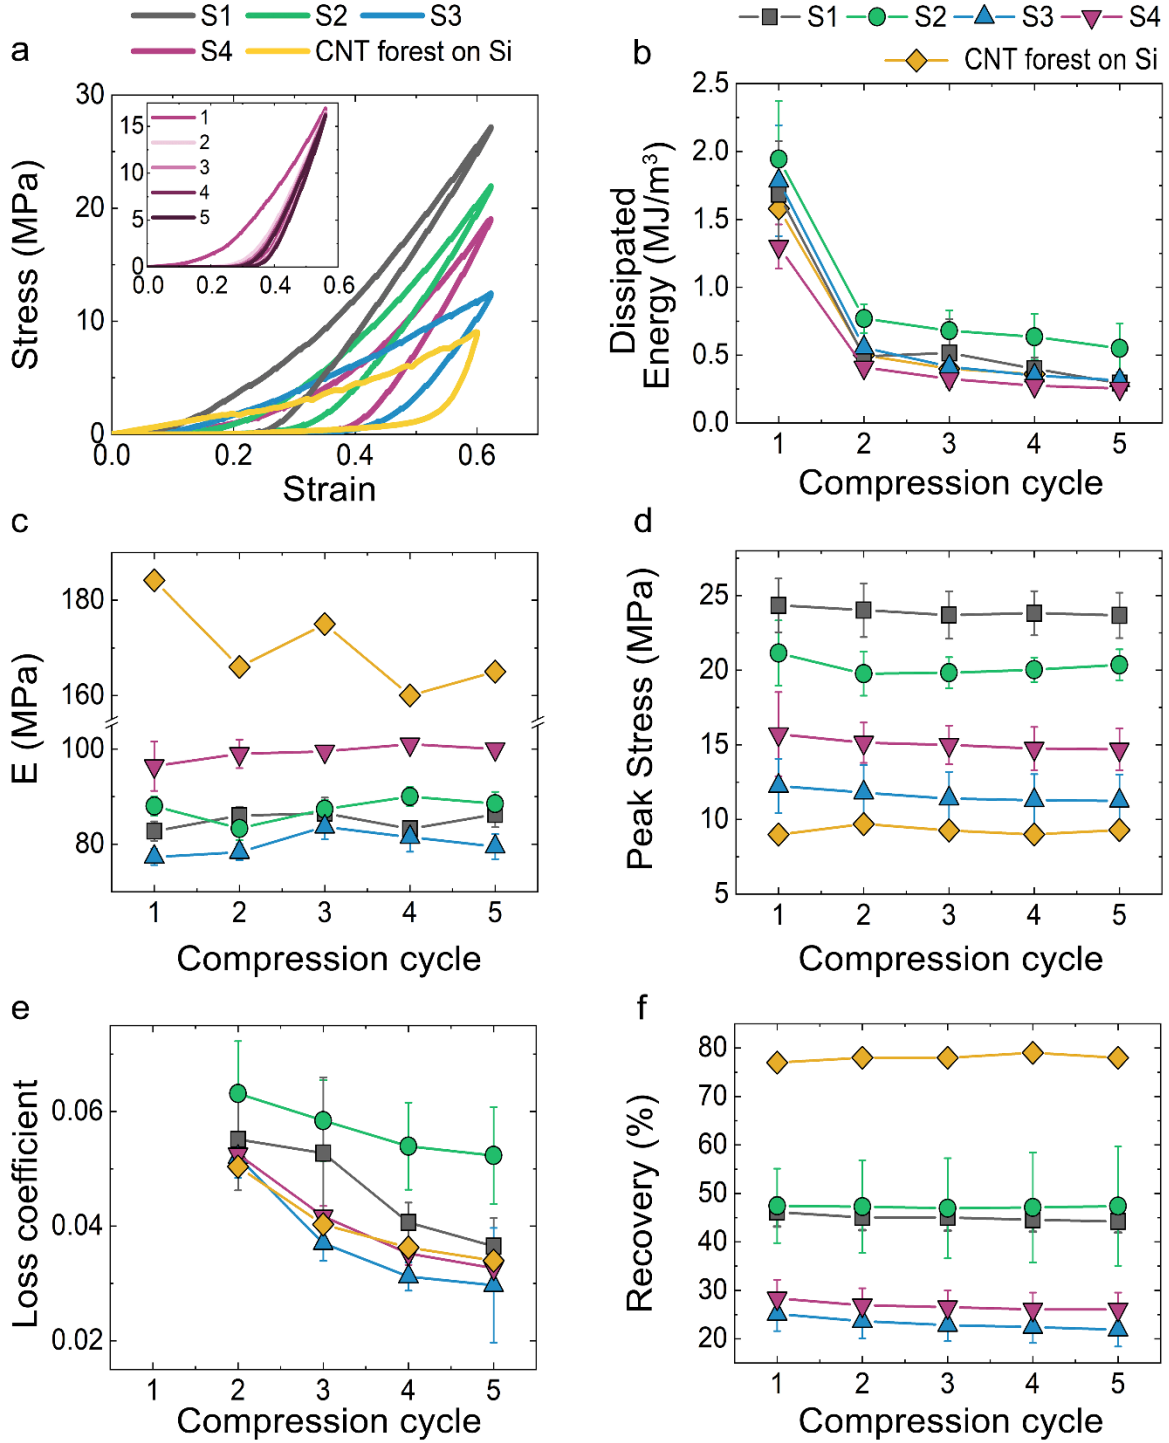 S1 S2 S3
S4 CNT forest on Si
a
30
20
10
0
Stress (MPa)
0.0 0.2 0.4 0.6
Strain
15
10
5
0
1
2
3
4
5
0.0 0.2 0.4 0.6
S1 S2 S3 S4
CNT forest on Si
b
2.5
2.0
1.5
1.0
0.5
0.0
Dissipated
Energy (MJ/m³)
1 2 3 4 5
Compression cycle
c
180
160
100
80
E (MPa)
1 2 3 4 5
Compression cycle
d
25
20
15
10
5
Peak Stress (MPa)
1 2 3 4 5
Compression cycle
e
0.06
0.04
0.02
Loss coefficient
1 2 3 4 5
Compression cycle
f
80
70
60
50
40
30
20
Recovery (%)
1 2 3 4 5
Compression cycle